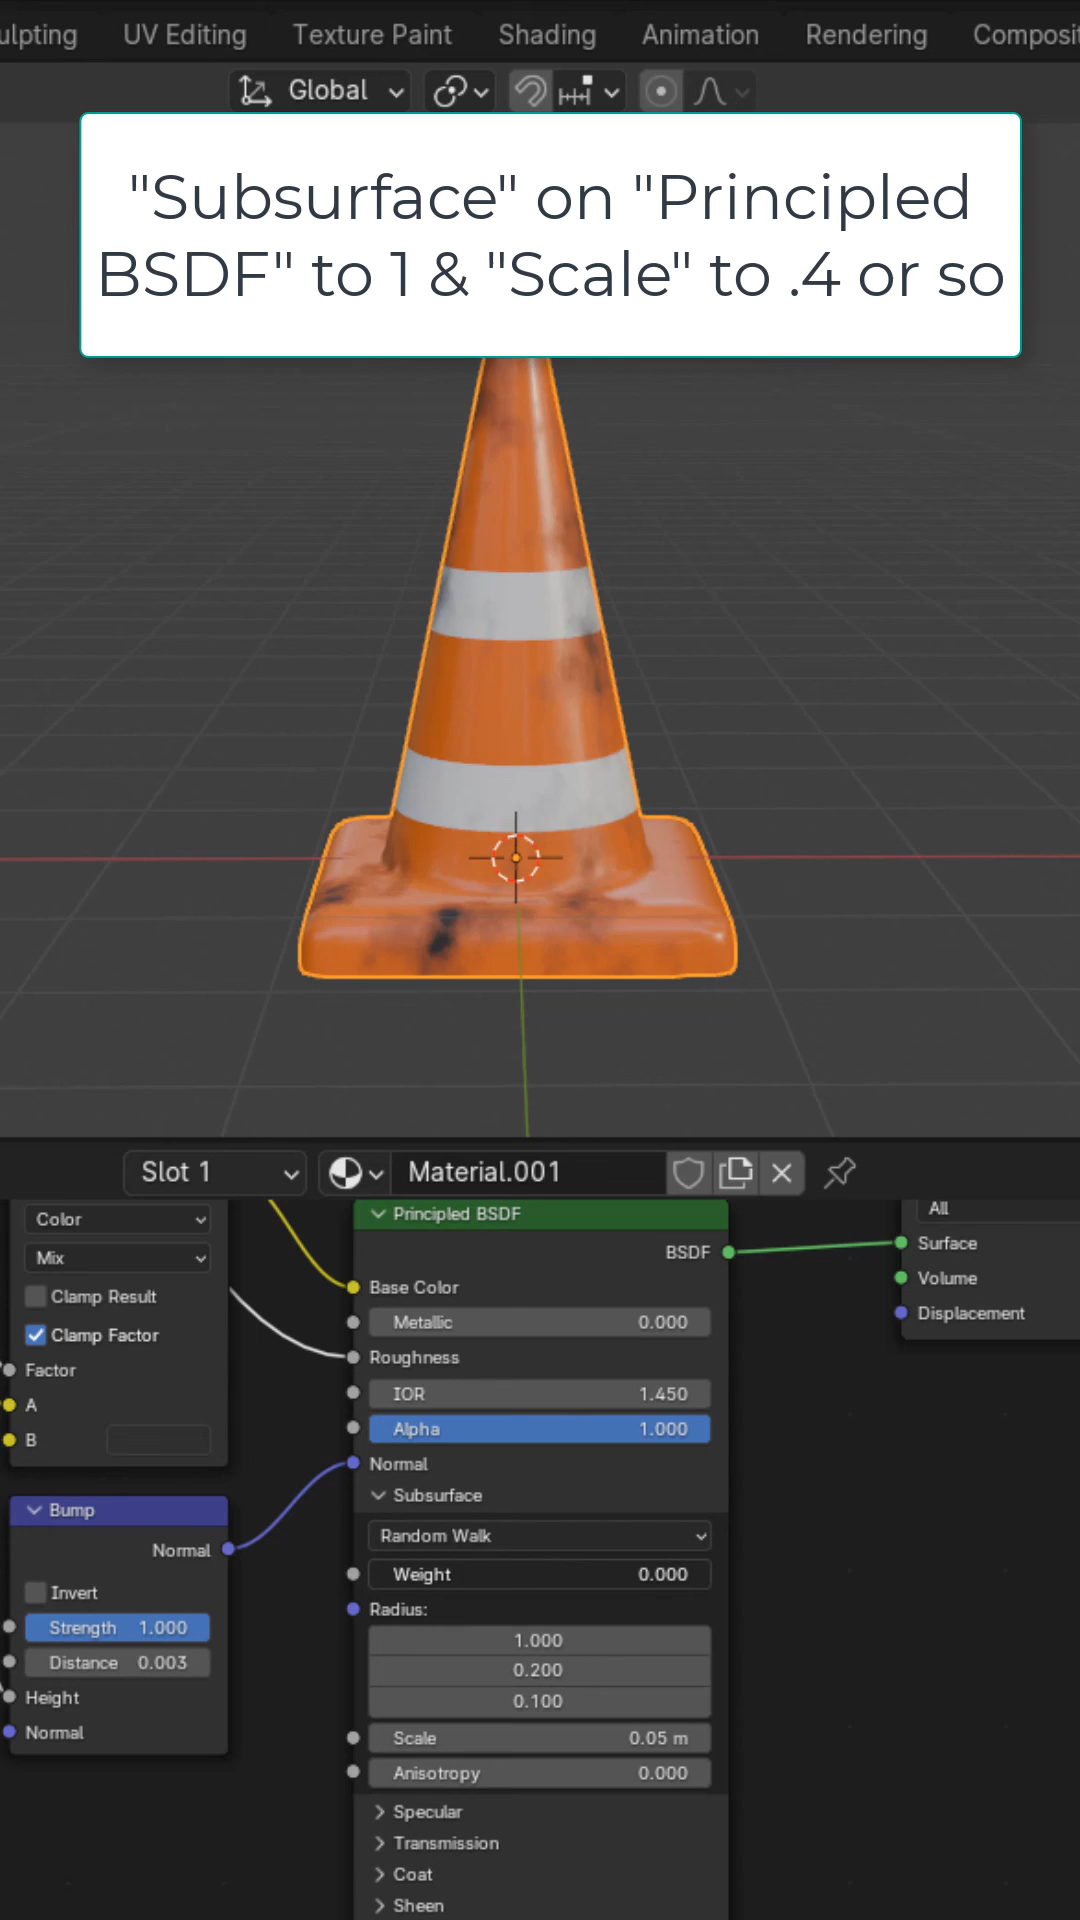 ulpting UV Editing Texture Paint Shading Animation Rendering Composit
Global
"Subsurface" on "Principled
BSDF" to 1 & "Scale" to .4 or so
Slot 1 Material.001
Color
Mix
Clamp Result
Clamp Factor
Factor
A
B
Bump
Normal
Invert
Strength 1.000
Distance 0.003
Height
Normal
Principled BSDF
BSDF
Base Color
Metallic 0.000
Roughness
IOR 1.450
Alpha 1.000
Normal
Subsurface
Random Walk
Weight 0.000
Radius:
1.000
0.200
0.100
Scale 0.05 m
Anisotropy 0.000
Specular
Transmission
Coat
Sheen
All
Surface
Volume
Displacement